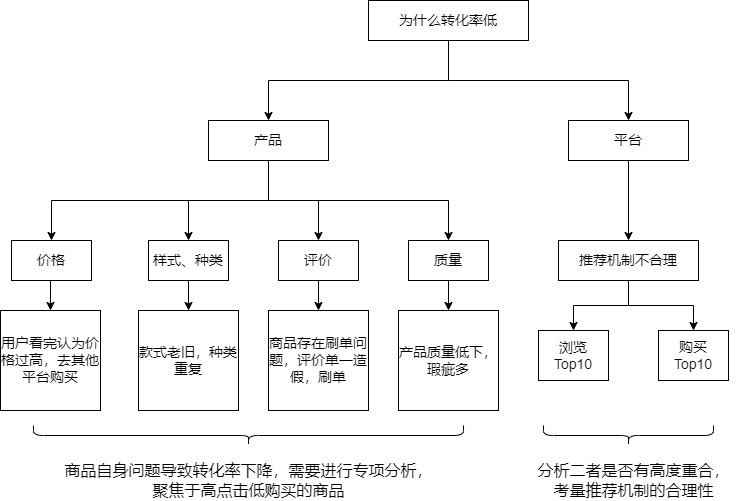 为什么转化率低
产品
平台
价格
样式、种类
评价
质量
推荐机制不合理
用户看完认为价
格过高，去其他
平台购买
款式老旧，种类
重复
商品存在刷单问
题，评价单一造
假，刷单
产品质量低下，
瑕疵多
浏览
Top10
购买
Top10
商品自身问题导致转化率下降，需要进行专项分析，
聚焦于高点击低购买的商品
分析二者是否有高度重合，
考量推荐机制的合理性